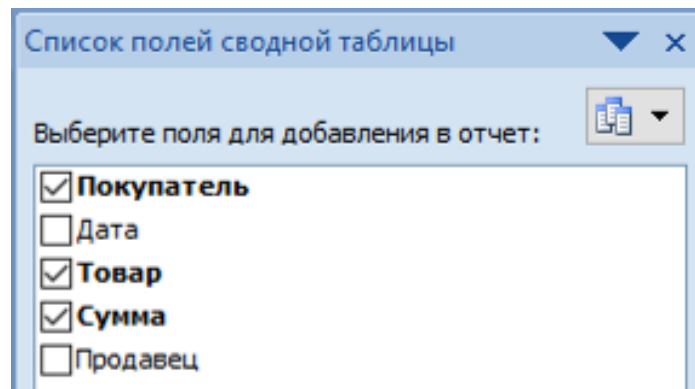 Список полей сводной таблицы
Выберите поля для добавления в отчет:
Покупатель
Дата
Товар
Сумма
Продавец